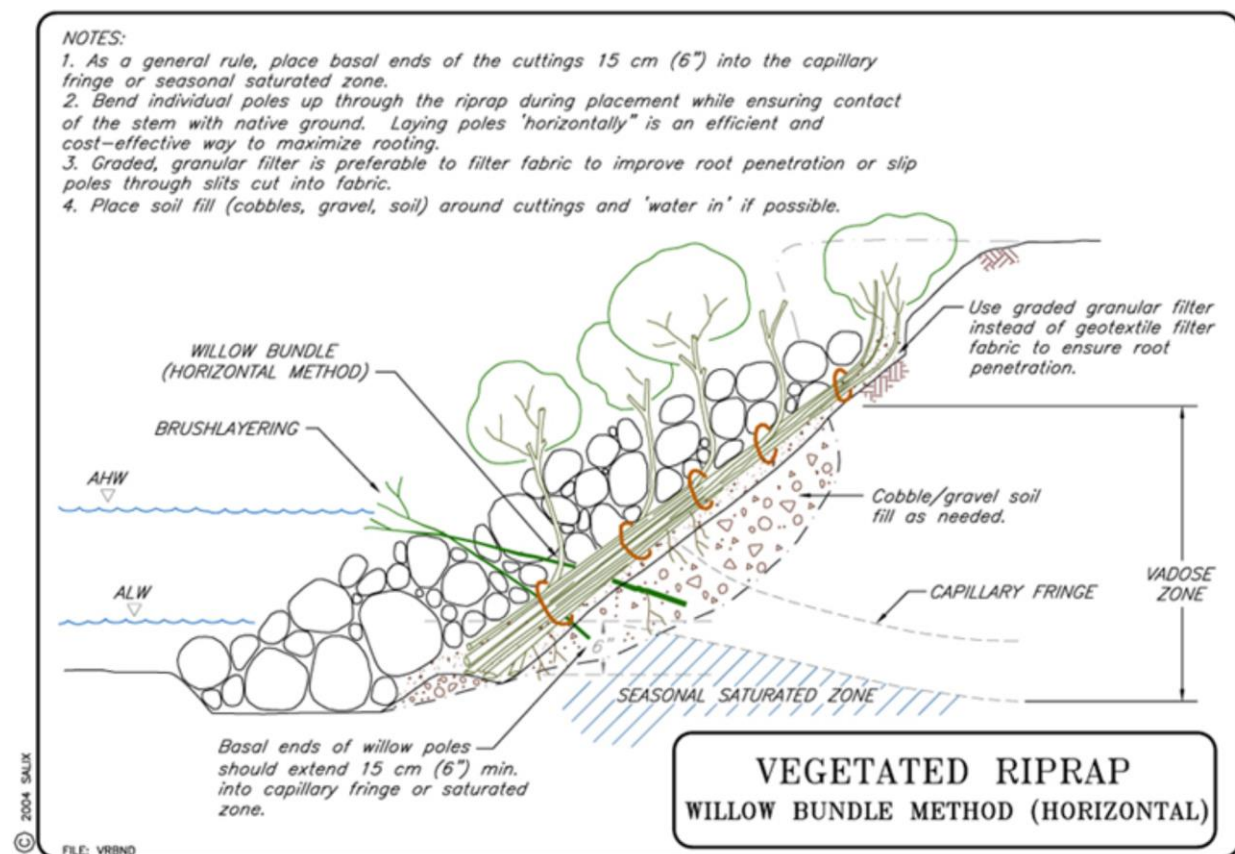 NOTES:
1. As a general rule, place basal ends of the cuttings 15 cm (6") into the capillary
fringe or seasonal saturated zone.
2. Bend individual poles up through the riprap during placement while ensuring contact
of the stem with native ground.  Laying poles 'horizontally" is an efficient and
cost-effective way to maximize rooting.
3. Graded, granular filter is preferable to filter fabric to improve root penetration or slip
poles through slits cut into fabric.
4. Place soil fill (cobbles, gravel, soil) around cuttings and 'water in' if possible.
Use graded granular filter
instead of geotextile filter
fabric to ensure root
penetration.
WILLOW BUNDLE
(HORIZONTAL METHOD)
BRUSHLAYERING
AHW
Cobble/gravel soil
fill as needed.
VADOSE
ZONE
CAPILLARY FRINGE
ALW
6"
SEASONAL SATURATED ZONE
Basal ends of willow poles
should extend 15 cm (6") min.
into capillary fringe or saturated
zone.
VEGETATED RIPRAP
WILLOW BUNDLE METHOD (HORIZONTAL)
© 2004 SALIX
FILE: VRBND